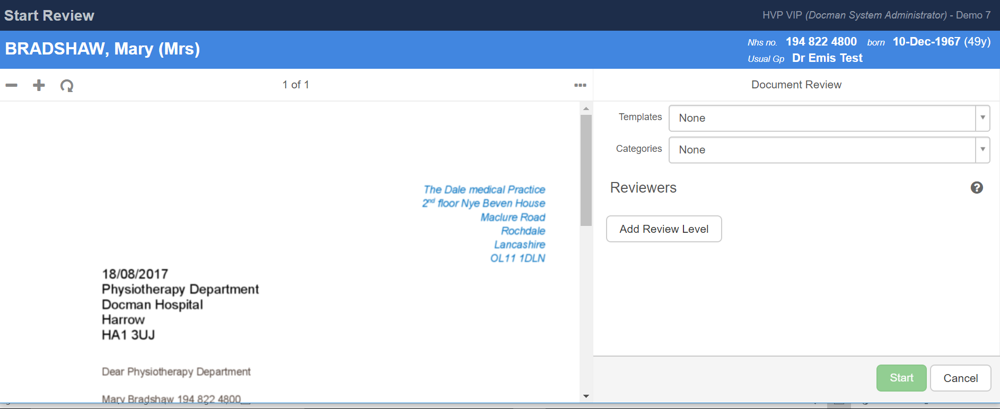 Start Review
HVP VIP (Docman System Administrator) - Demo 7
BRADSHAW, Mary (Mrs)
Nhs no. 194 822 4800 born 10-Dec-1967 (49y)
Usual Gp Dr Emis Test
1 of 1
Document Review
Templates None
Categories None
Reviewers
Add Review Level
The Dale medical Practice
2nd floor Nye Beven House
Maclure Road
Rochdale
Lancashire
OL11 1DLN
18/08/2017
Physiotherapy Department
Docman Hospital
Harrow
HA1 3UJ
Dear Physiotherapy Department
Mary Bradshaw 194 822 4800
Start Cancel